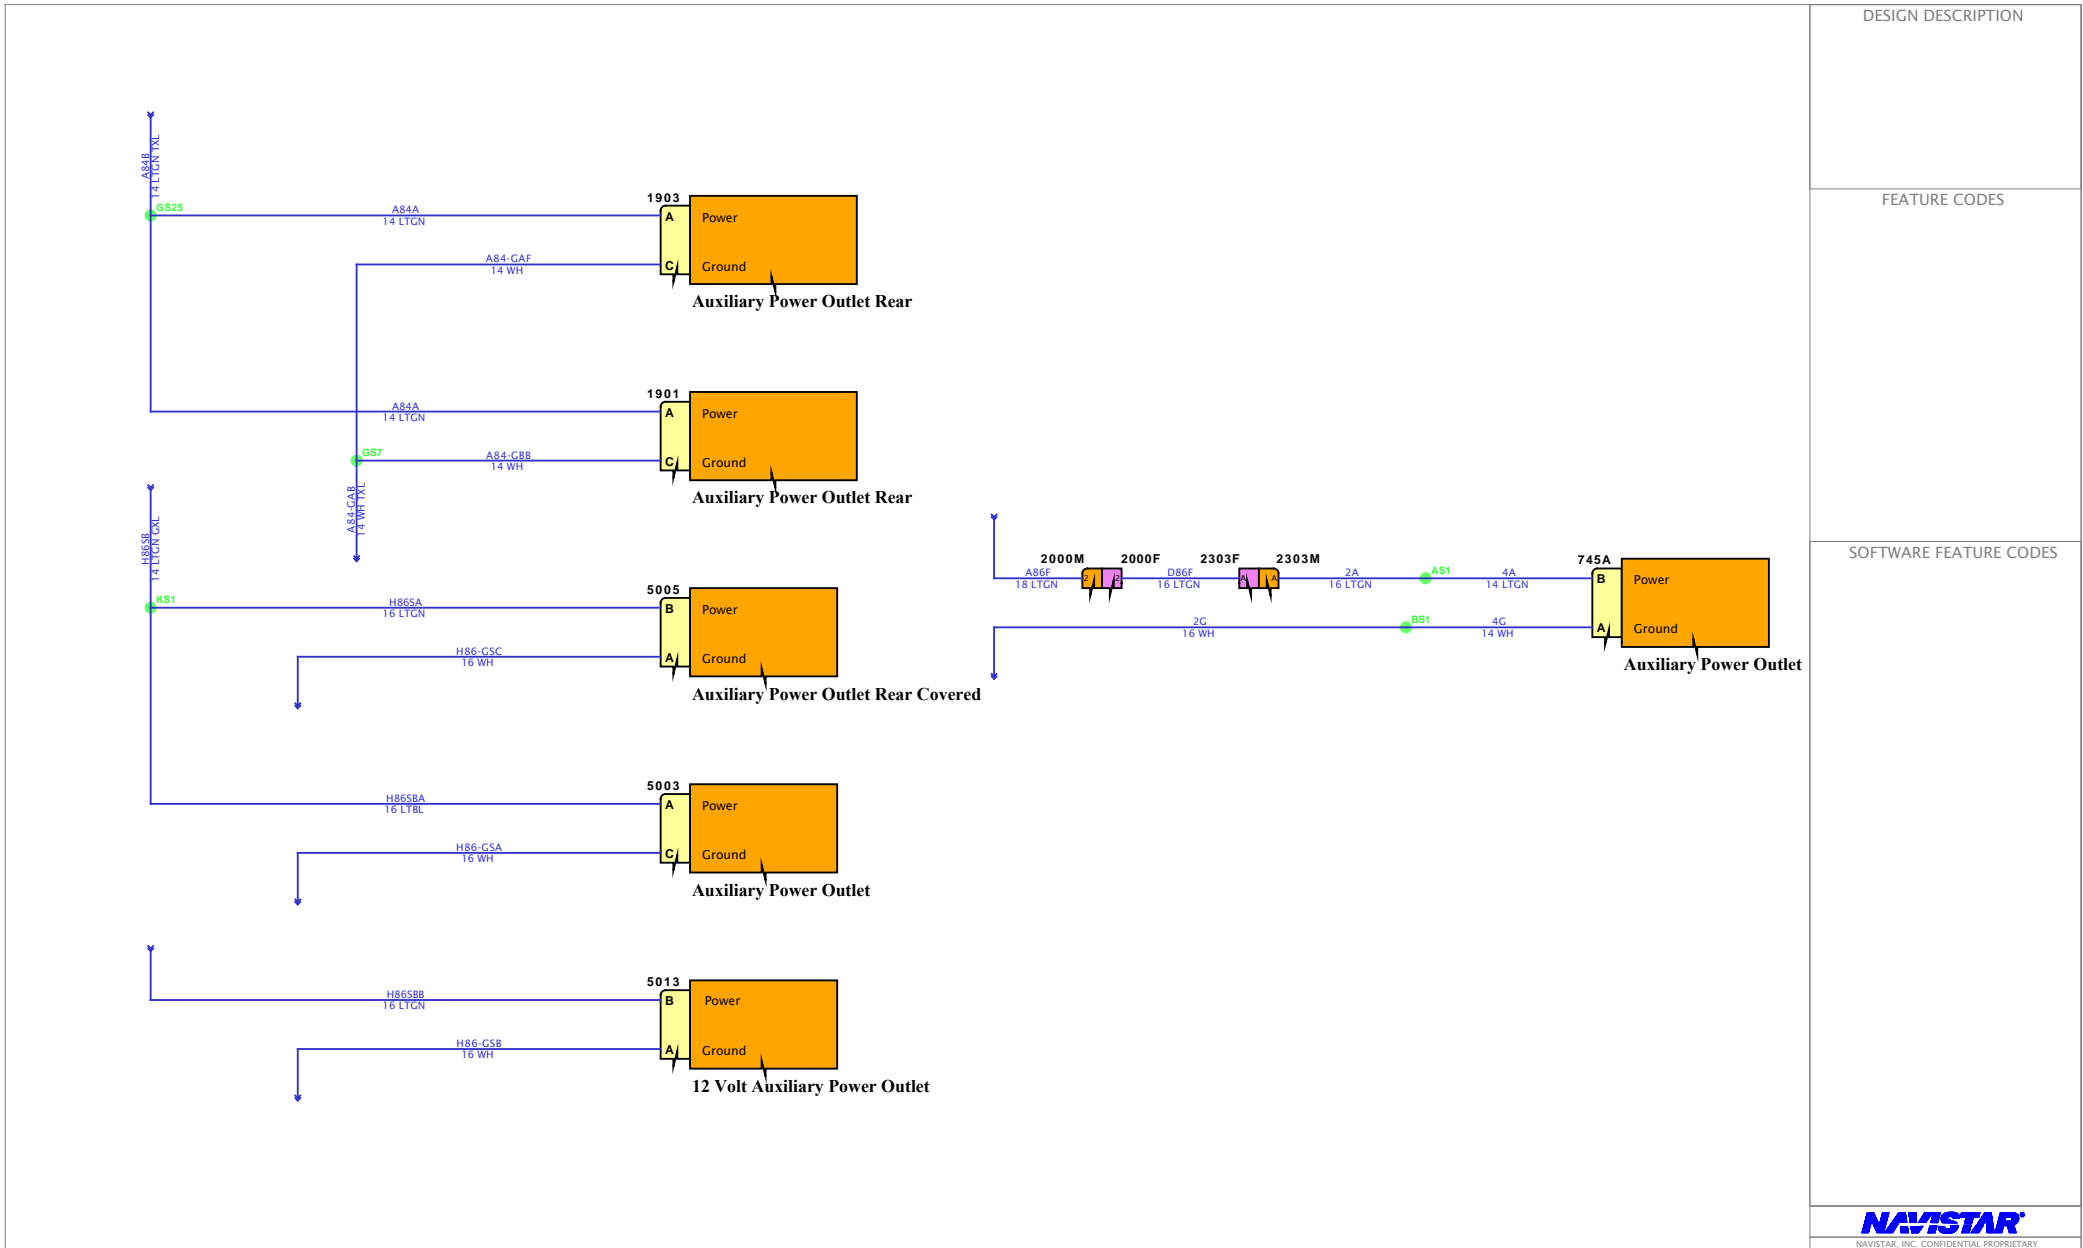 DESIGN DESCRIPTION
FEATURE CODES
SOFTWARE FEATURE CODES
A84B
14 LTGN TXL
GS25
A84A
14 LTGN
1903
A
Power
A84-GAF
14 WH
C
Ground
Auxiliary Power Outlet Rear
A84A
14 LTGN
1901
A
Power
GS7
A84-GBB
14 WH
C
Ground
Auxiliary Power Outlet Rear
A84-GAB
14 WH TXL
H86SB
14 LTGN GXL
KS1
H86SA
16 LTGN
5005
B
Power
H86-GSC
16 WH
A
Ground
Auxiliary Power Outlet Rear Covered
H86SBA
16 LTBL
5003
A
Power
H86-GSA
16 WH
C
Ground
Auxiliary Power Outlet
H86SBB
16 LTGN
5013
B
Power
H86-GSB
16 WH
A
Ground
12 Volt Auxiliary Power Outlet
A86F
18 LTGN
2000M
2
2000F
2
D86F
16 LTGN
2303F
A
2303M
A
2A
16 LTGN
AS1
4A
14 LTGN
745A
B
Power
2G
16 WH
BS1
4G
14 WH
A
Ground
Auxiliary Power Outlet
NAVISTAR
NAVISTAR, INC. CONFIDENTIAL PROPRIETARY